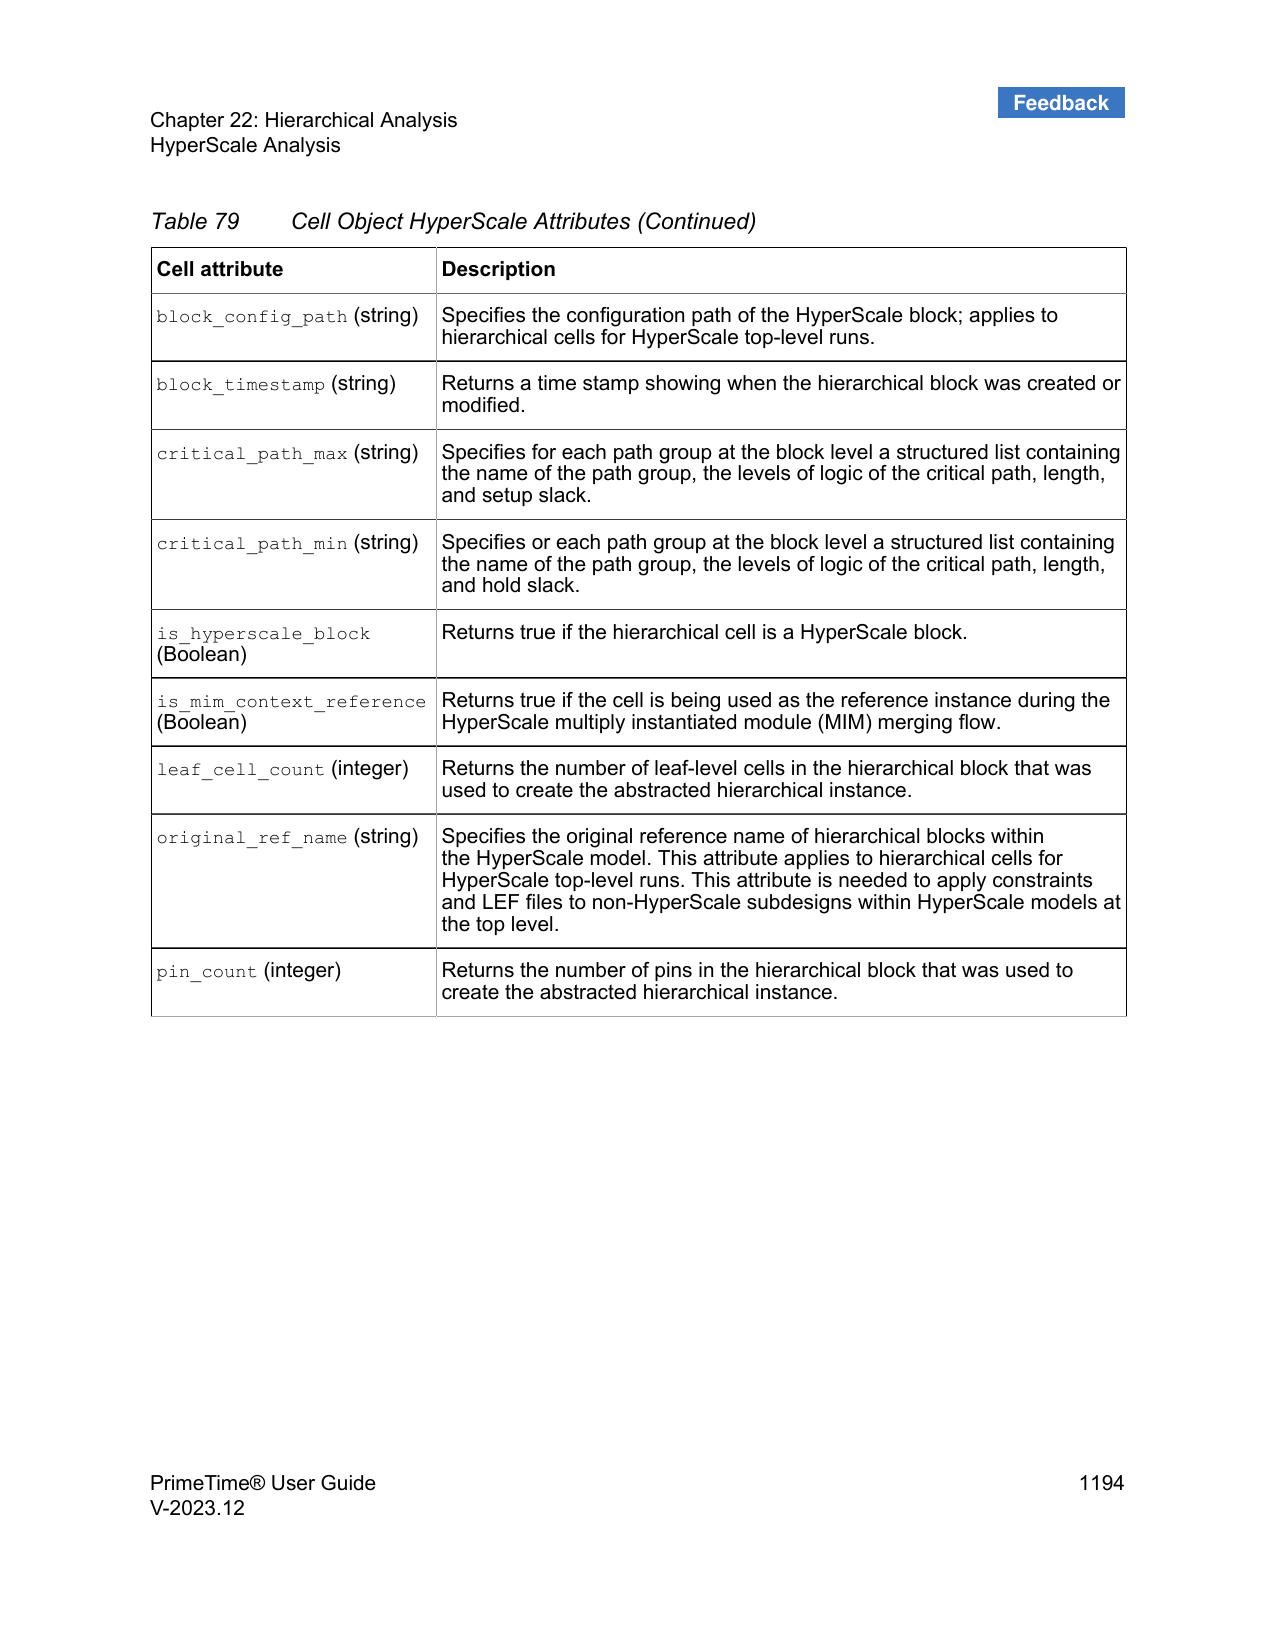 Feedback
Chapter 22: Hierarchical Analysis
HyperScale Analysis
Table 79 Cell Object HyperScale Attributes (Continued)
Cell attribute Description
block_config_path (string) Specifies the configuration path of the HyperScale block; applies to
hierarchical cells for HyperScale top-level runs.
block_timestamp (string) Returns a time stamp showing when the hierarchical block was created or
modified.
critical_path_max (string) Specifies for each path group at the block level a structured list containing
the name of the path group, the levels of logic of the critical path, length,
and setup slack.
critical_path_min (string) Specifies or each path group at the block level a structured list containing
the name of the path group, the levels of logic of the critical path, length,
and hold slack.
is_hyperscale_block Returns true if the hierarchical cell is a HyperScale block.
(Boolean)
is_mim_context_reference Returns true if the cell is being used as the reference instance during the
(Boolean) HyperScale multiply instantiated module (MIM) merging flow.
leaf_cell_count (integer) Returns the number of leaf-level cells in the hierarchical block that was
used to create the abstracted hierarchical instance.
original_ref_name (string) Specifies the original reference name of hierarchical blocks within
the HyperScale model. This attribute applies to hierarchical cells for
HyperScale top-level runs. This attribute is needed to apply constraints
and LEF files to non-HyperScale subdesigns within HyperScale models at
the top level.
pin_count (integer) Returns the number of pins in the hierarchical block that was used to
create the abstracted hierarchical instance.
PrimeTime® User Guide 1194
V-2023.12